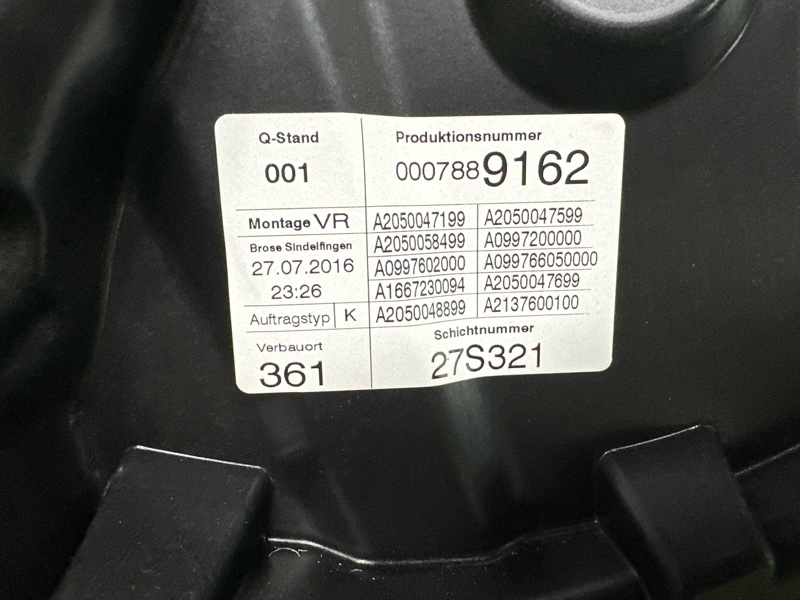 Q-Stand Produktionsnummer
001 0007889162
Montage VR A2050047199 A2050047599
Brose Sindelfingen A2050058499 A0997200000
27.07.2016 A0997602000 A099766050000
23:26 A1667230094 A2050047699
Auftragstyp K A2050048899 A2137600100
Verbauort Schichtnummer
361 27S321